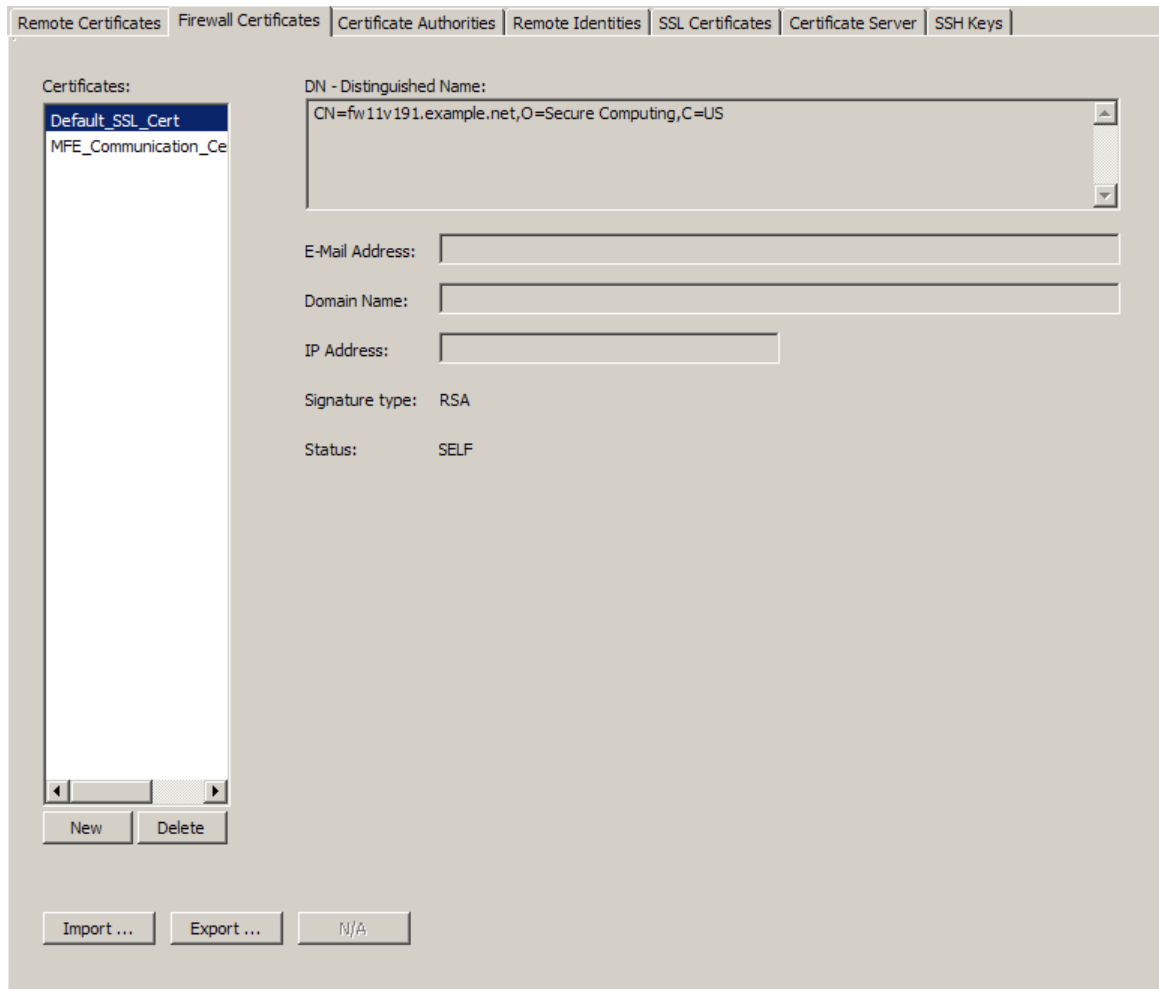 Remote Certificates Firewall Certificates Certificate Authorities Remote Identities SSL Certificates Certificate Server SSH Keys
Certificates:
Default_SSL_Cert
MFE_Communication_Ce
DN - Distinguished Name:
CN=fw11v191.example.net,O=Secure Computing,C=US
E-Mail Address:
Domain Name:
IP Address:
Signature type: RSA
Status: SELF
New Delete
Import ... Export ... N/A